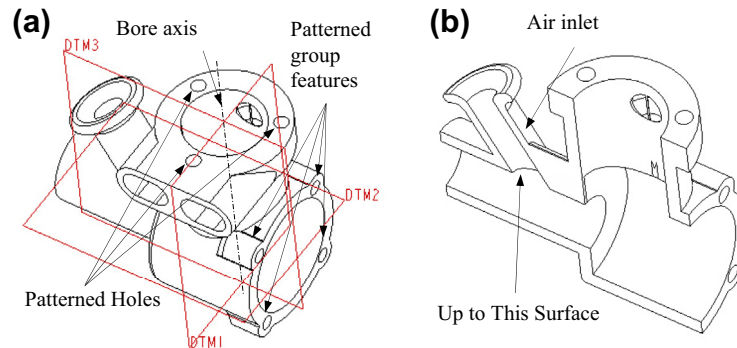 (a)
Bore axis
Patterned
group
features
DTM3
DTM2
Patterned Holes
DTM1
(b)
Air inlet
M
Up to This Surface